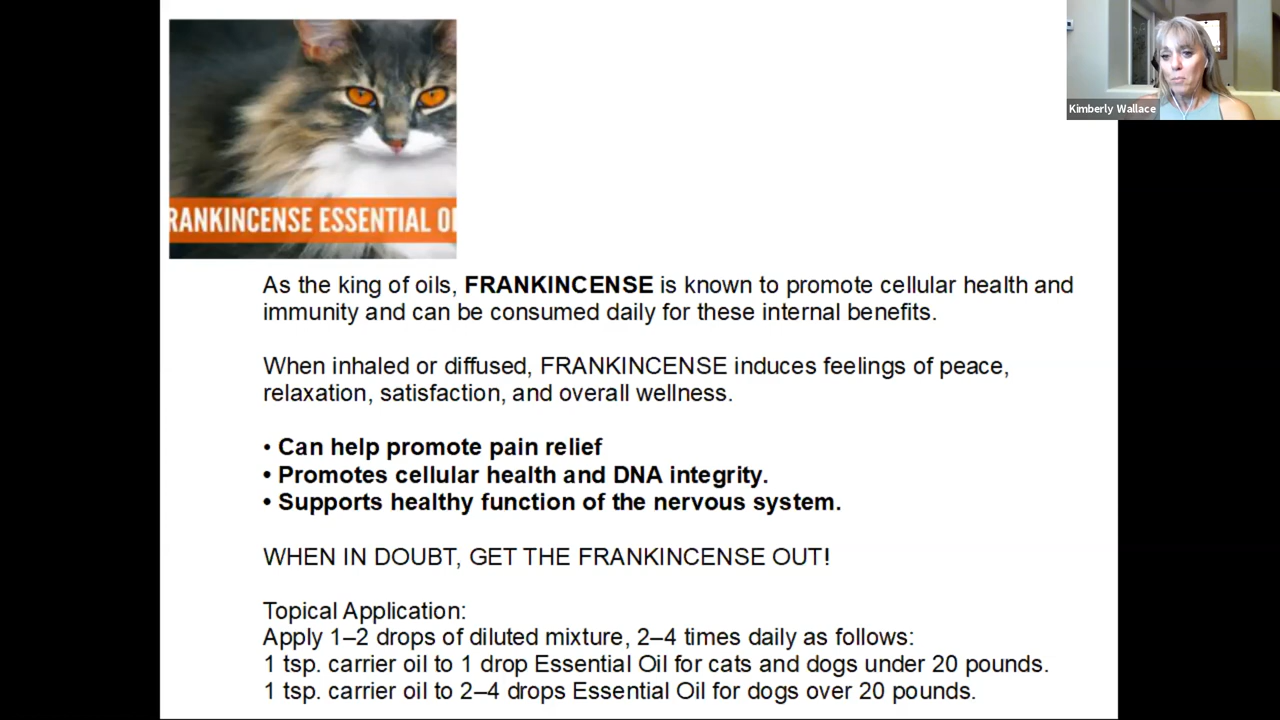 RANKINCENSE ESSENTIAL OI
Kimberly Wallace
As the king of oils, FRANKINCENSE is known to promote cellular health and
immunity and can be consumed daily for these internal benefits.
When inhaled or diffused, FRANKINCENSE induces feelings of peace,
relaxation, satisfaction, and overall wellness.
• Can help promote pain relief
• Promotes cellular health and DNA integrity.
• Supports healthy function of the nervous system.
WHEN IN DOUBT, GET THE FRANKINCENSE OUT!
Topical Application:
Apply 1–2 drops of diluted mixture, 2–4 times daily as follows:
1 tsp. carrier oil to 1 drop Essential Oil for cats and dogs under 20 pounds.
1 tsp. carrier oil to 2–4 drops Essential Oil for dogs over 20 pounds.